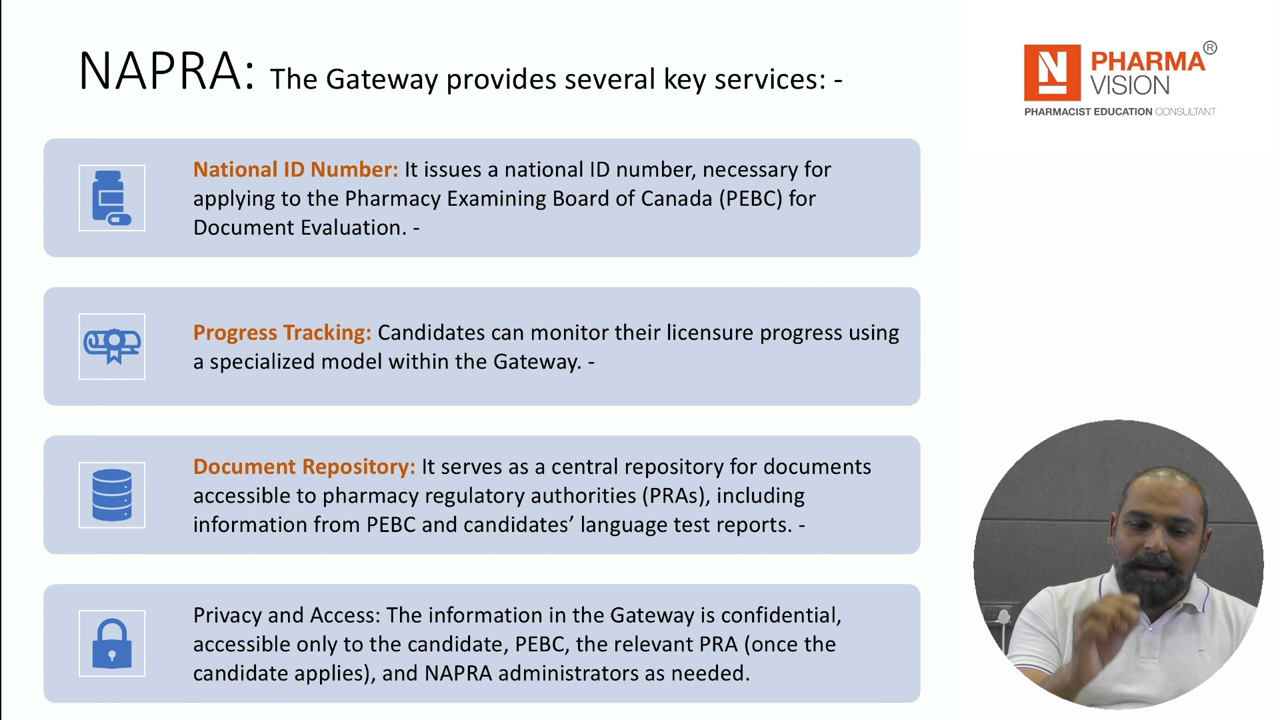 NAPRA: The Gateway provides several key services: -
N PHARMA®
VISION
PHARMACIST EDUCATION CONSULTANT
National ID Number: It issues a national ID number, necessary for
applying to the Pharmacy Examining Board of Canada (PEBC) for
Document Evaluation. -
Progress Tracking: Candidates can monitor their licensure progress using
a specialized model within the Gateway. -
Document Repository: It serves as a central repository for documents
accessible to pharmacy regulatory authorities (PRAs), including
information from PEBC and candidates’ language test reports. -
Privacy and Access: The information in the Gateway is confidential,
accessible only to the candidate, PEBC, the relevant PRA (once the
candidate applies), and NAPRA administrators as needed.